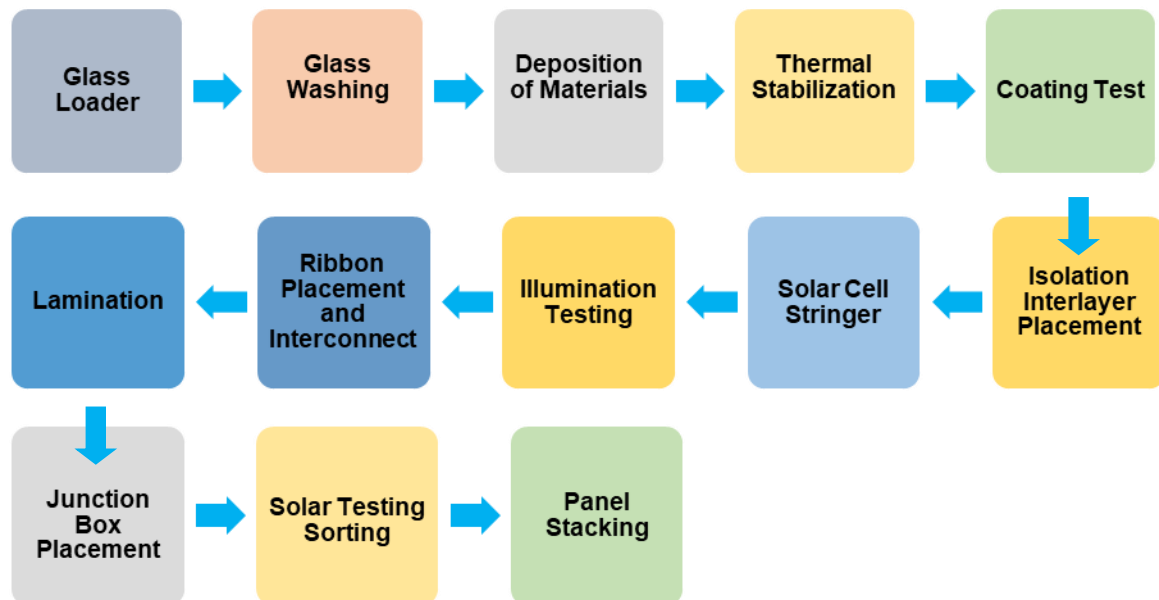 Glass
Loader
Glass
Washing
Deposition
of Materials
Thermal
Stabilization
Coating Test
Isolation
Interlayer
Placement
Solar Cell
Stringer
Illumination
Testing
Ribbon
Placement
and
Interconnect
Lamination
Junction
Box
Placement
Solar Testing
Sorting
Panel
Stacking